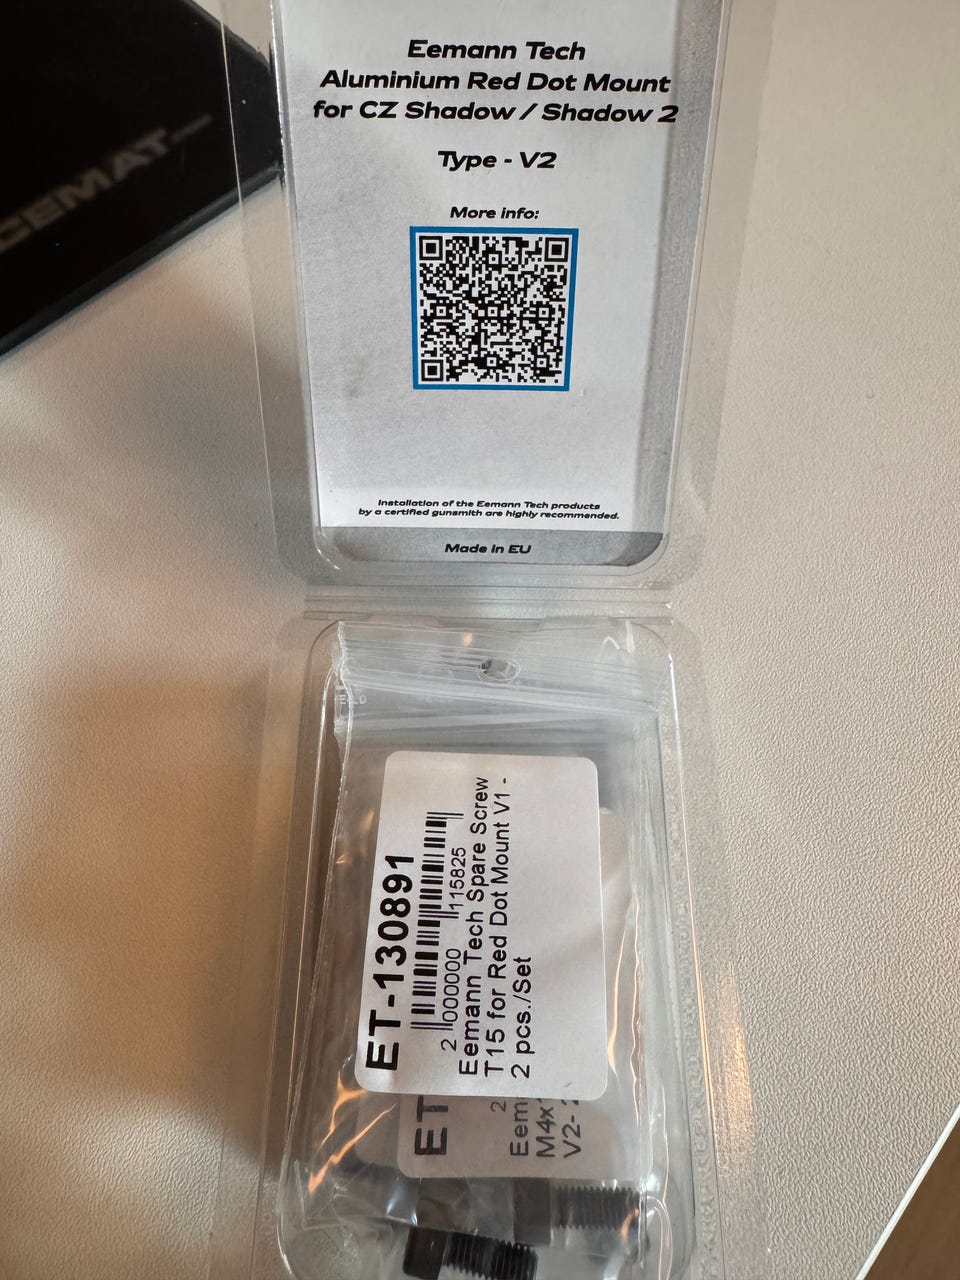 GEMAT
Eemann Tech
Aluminium Red Dot Mount
for CZ Shadow / Shadow 2
Type - V2
More info:
Installation of the Eemann Tech products
by a certified gunsmith are highly recommended.
Made in EU
ET-130891
2 000000 115825
Eemann Tech Spare Screw
T15 for Red Dot Mount V1 -
2 pcs./Set
ET
2
Eem
M4x
V2-